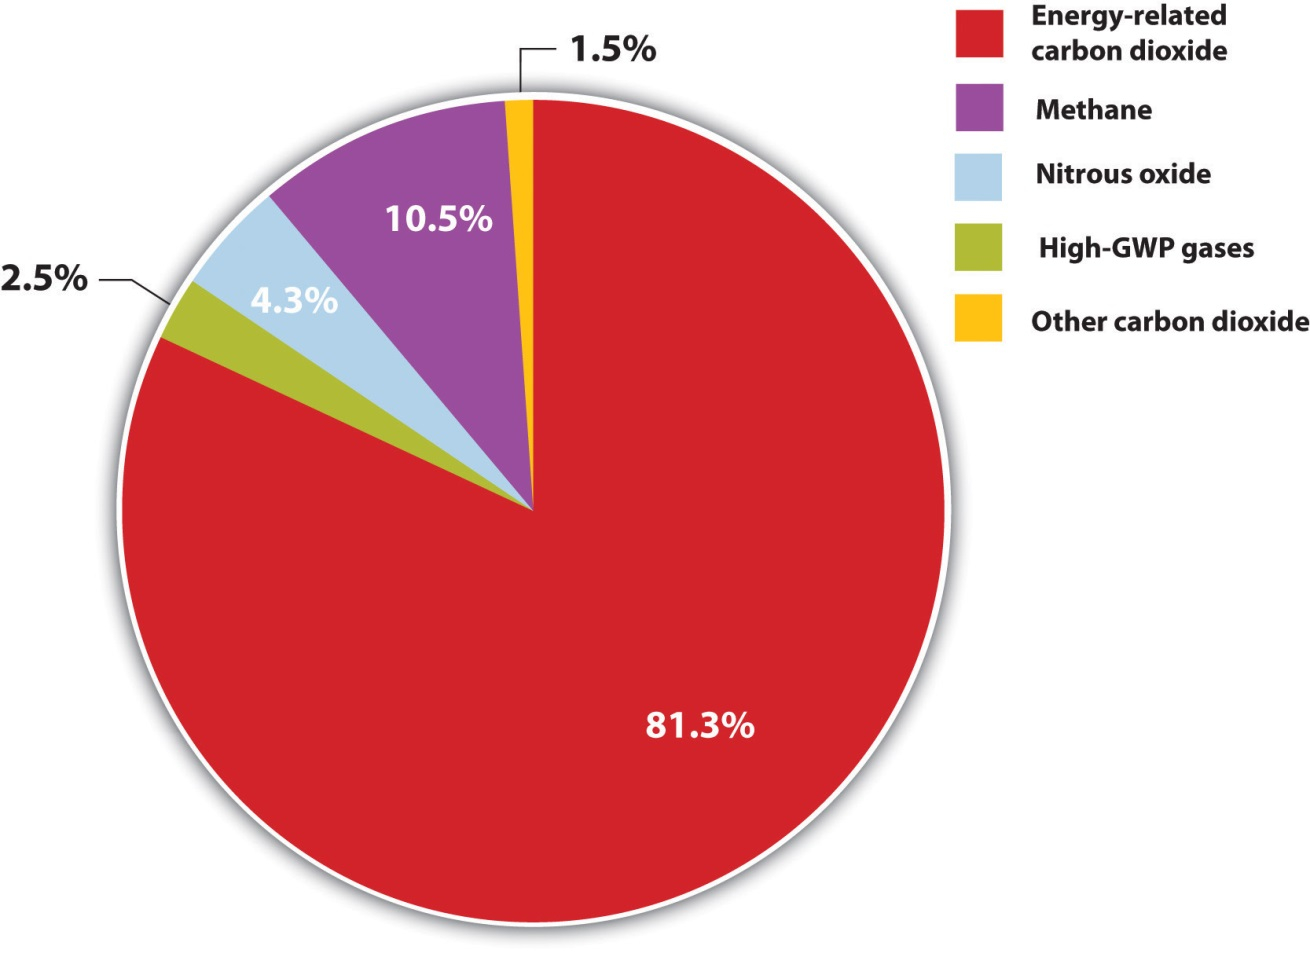 1.5%
10.5%
4.3%
2.5%
81.3%
Energy-related
carbon dioxide
Methane
Nitrous oxide
High-GWP gases
Other carbon dioxide